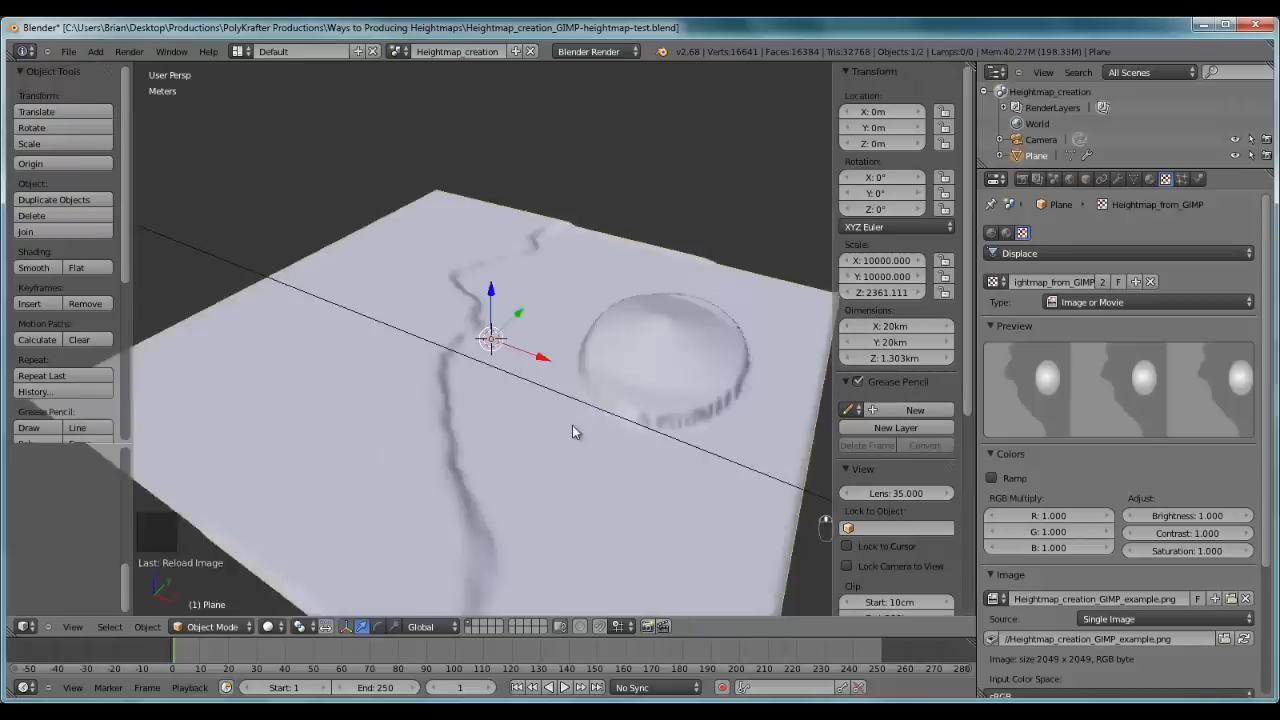 Blender* [C:\Users\Brian\Desktop\Productions\PolyKrafter Productions\Ways to Producing Heightmaps\Heightmap_creation_GIMP-heightmap-test.blend]
File Add Render Window Help Default Heightmap_creation Blender Render v2.68 | Verts:16641 | Faces:16384 | Tris:32768 | Objects:1/2 | Lamps:0/0 | Mem:40.27M (198.33M) | Plane
Object Tools
Transform:
Translate
Rotate
Scale
Origin
Object:
Duplicate Objects
Delete
Join
Shading:
Smooth Flat
Keyframes:
Insert Remove
Motion Paths:
Calculate Clear
Repeat:
Repeat Last
History...
Grease Pencil:
Draw Line
User Persp
Meters
Last: Reload Image
(1) Plane
Transform
Location:
X: 0m
Y: 0m
Z: 0m
Rotation:
X: 0°
Y: 0°
Z: 0°
XYZ Euler
Scale:
X: 10000.000
Y: 10000.000
Z: 2361.111
Dimensions:
X: 20km
Y: 20km
Z: 1.303km
Grease Pencil
New
New Layer
Delete Frame Convert
View
Lens: 35.000
Lock to Object:
Lock to Cursor
Lock Camera to View
Clip:
Start: 10cm
View Search All Scenes
Heightmap_creation
RenderLayers
World
Camera
Plane
Plane Heightmap_from_GIMP
Displace
ightmap_from_GIMP 2 F
Type: Image or Movie
Preview
Colors
Ramp
RGB Multiply: Adjust:
R: 1.000 Brightness: 1.000
G: 1.000 Contrast: 1.000
B: 1.000 Saturation: 1.000
Image
Heightmap_creation_GIMP_example.png F
Source: Single Image
//Heightmap_creation_GIMP_example.png
Image: size 2049 x 2049, RGB byte
Input Color Space:
sRGB
View Select Object Object Mode Global
-50 -40 -30 -20 -10 0 10 20 30 40 50 60 70 80 90 100 110 120 130 140 150 160 170 180 190 200 210 220 230 240 250 260 270 280
View Marker Frame Playback Start: 1 End: 250 1 No Sync